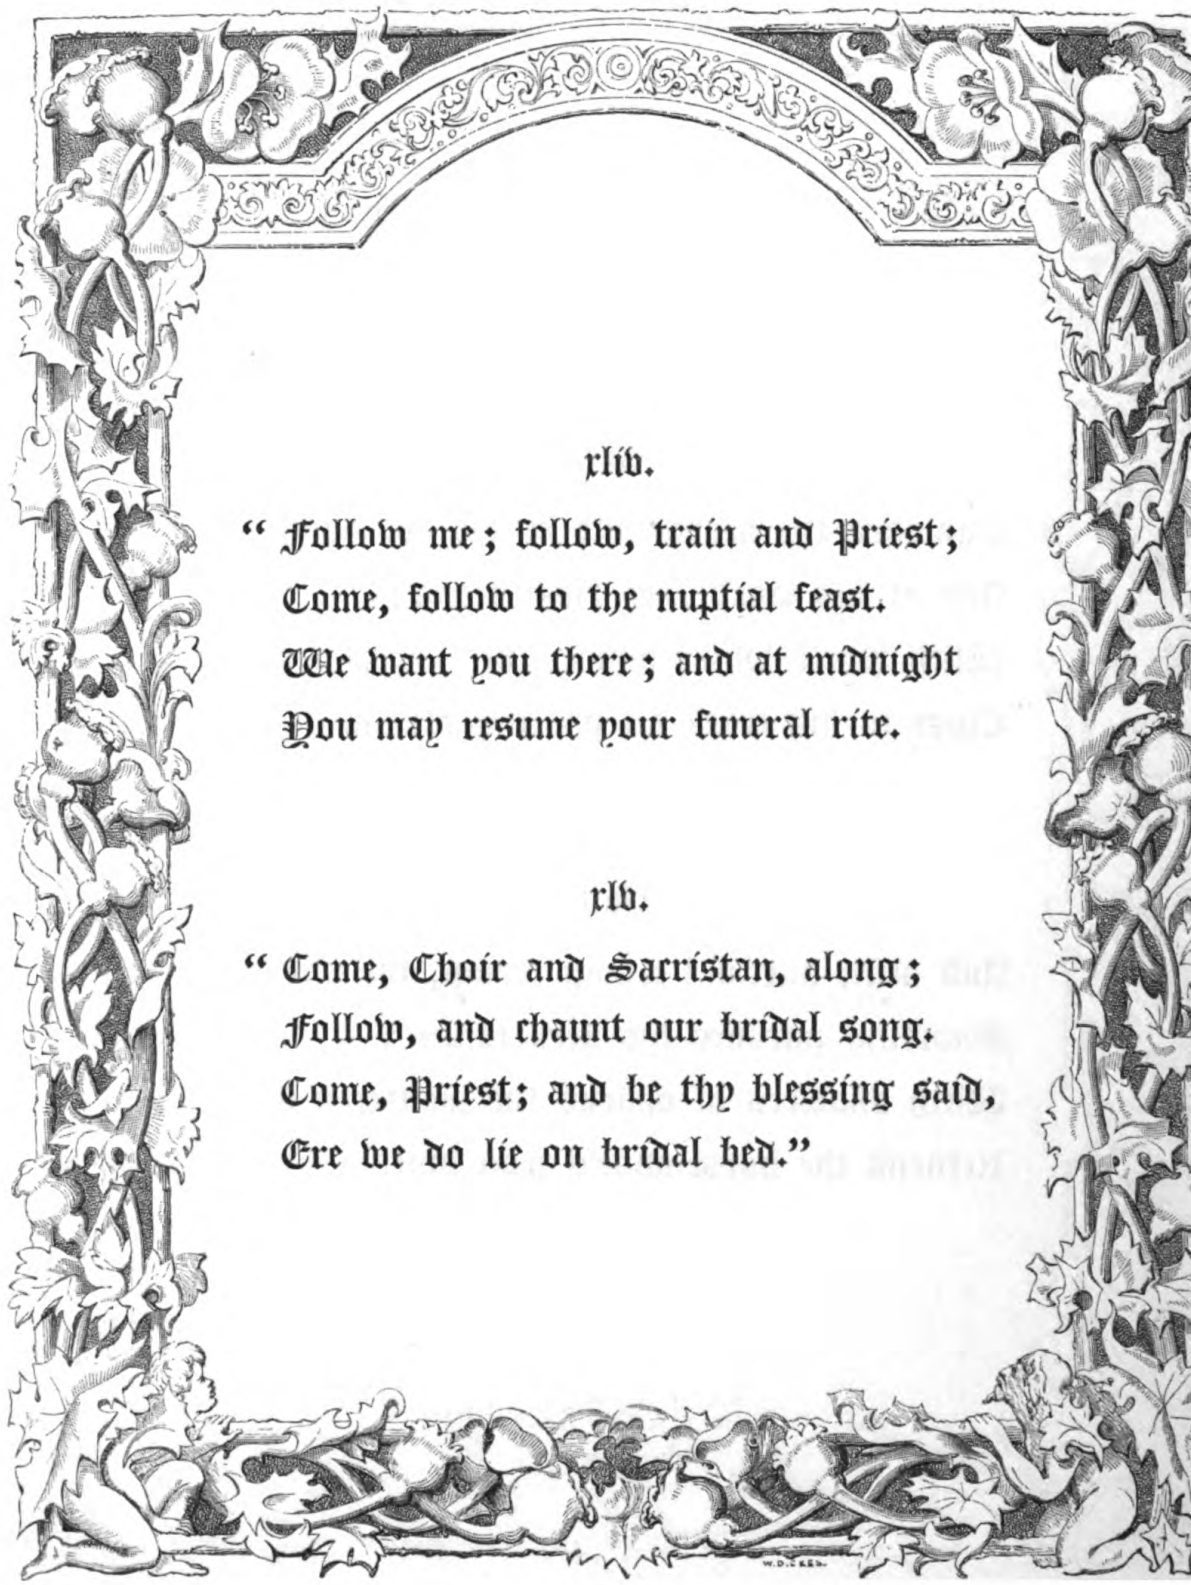 xliv.
“ Follow me ; follow, train and Priest ;
Come, follow to the nuptial feast.
We want you there ; and at midnight
You may resume your funeral rite.
xlv.
“ Come, Choir and Sacristan, along ;
Follow, and chaunt our bridal song.
Come, Priest ; and be thy blessing said,
Ere we do lie on bridal bed.”